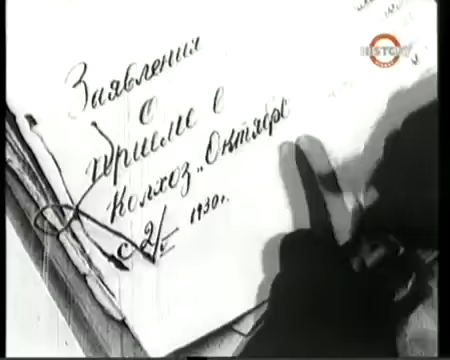 HISTORY
Заявления
о
приеме в
колхоз „Октябрь
с 2/V 1930 г.